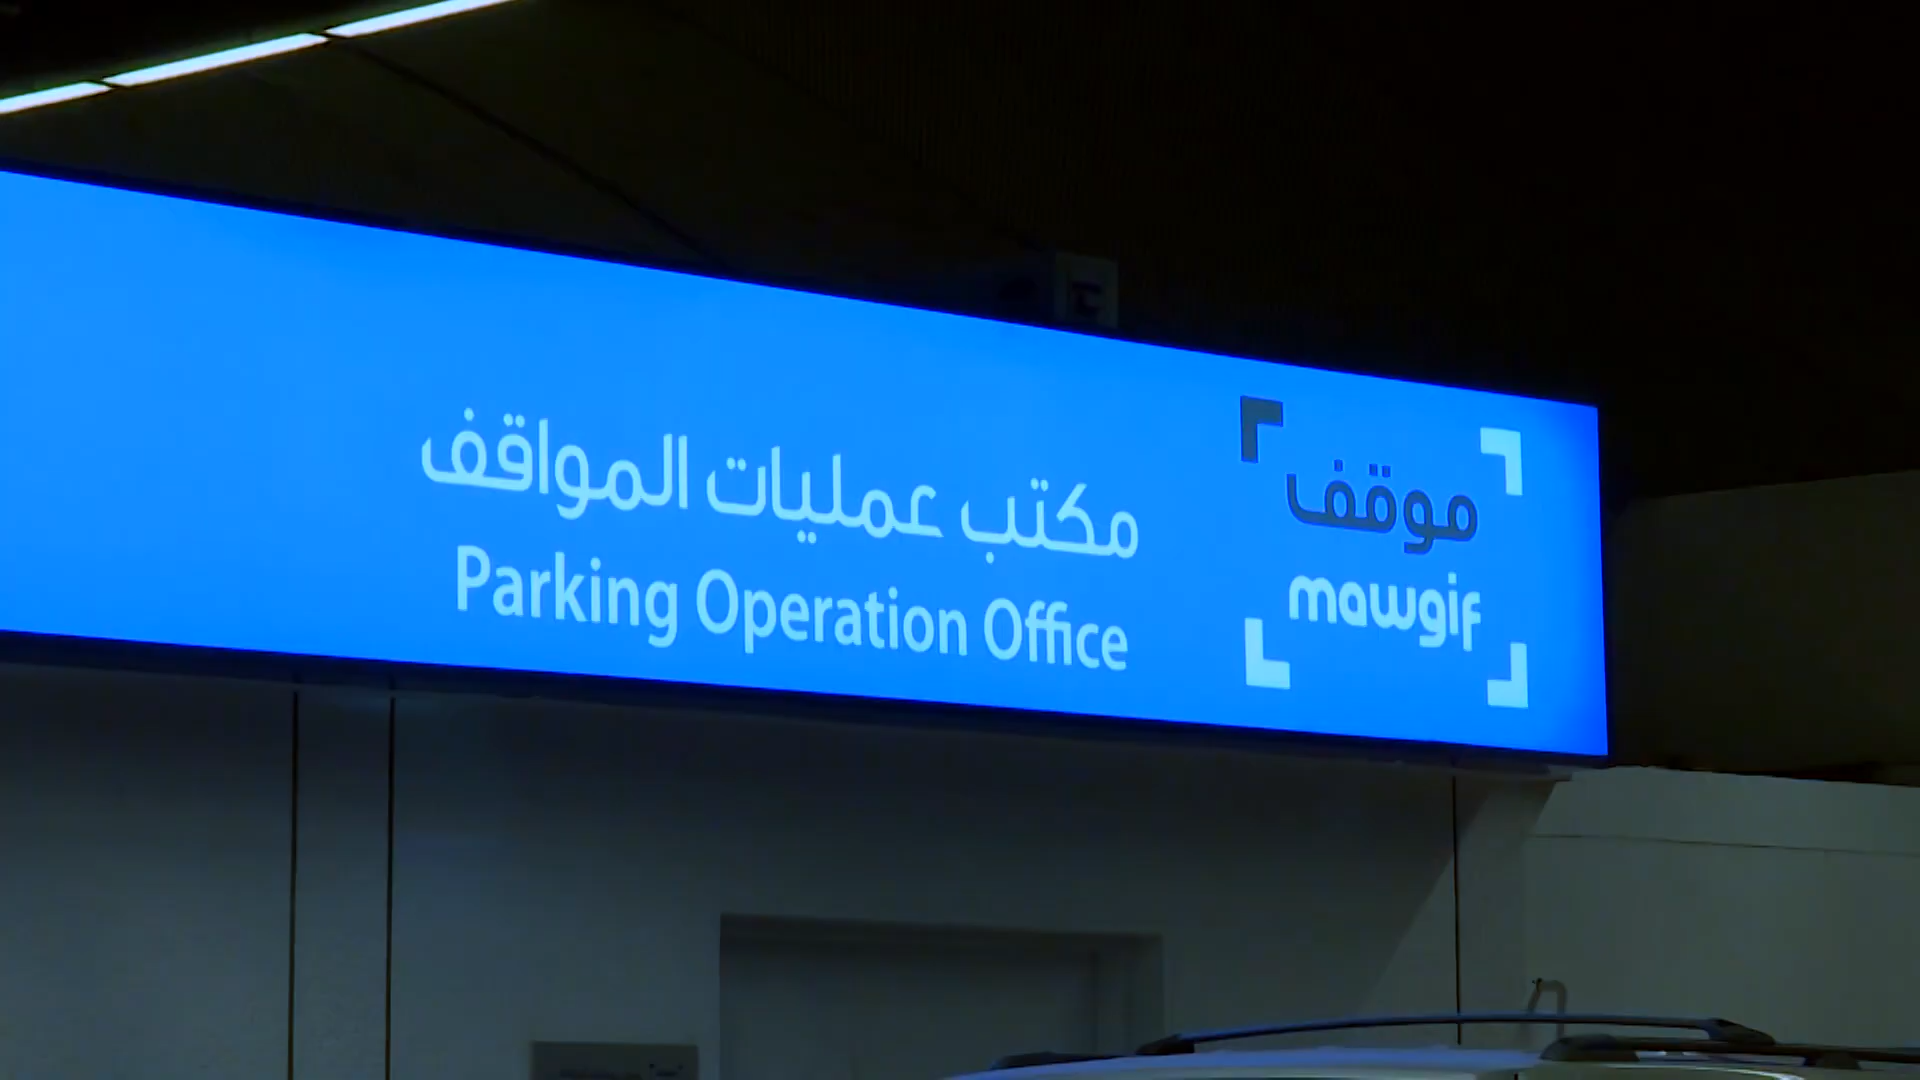 مكتب عمليات المواقف
Parking Operation Office
موقف
mawgif